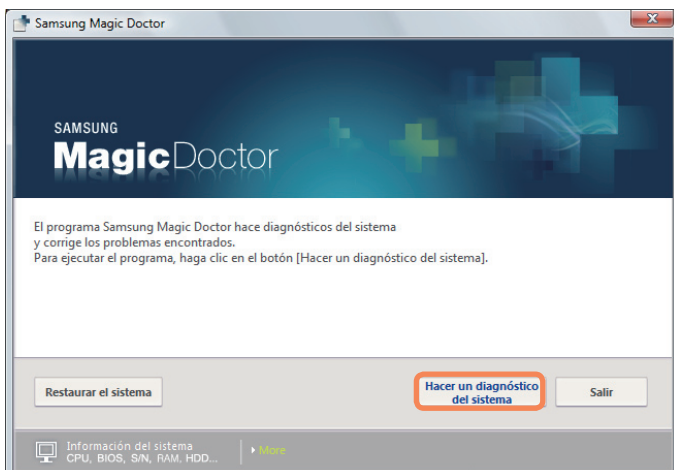 Samsung Magic Doctor
SAMSUNG
MagicDoctor
El programa Samsung Magic Doctor hace diagnósticos del sistema
y corrige los problemas encontrados.
Para ejecutar el programa, haga clic en el botón [Hacer un diagnóstico del sistema].
Restaurar el sistema
Hacer un diagnóstico
del sistema
Salir
Información del sistema
CPU, BIOS, S/N, RAM, HDD...
More